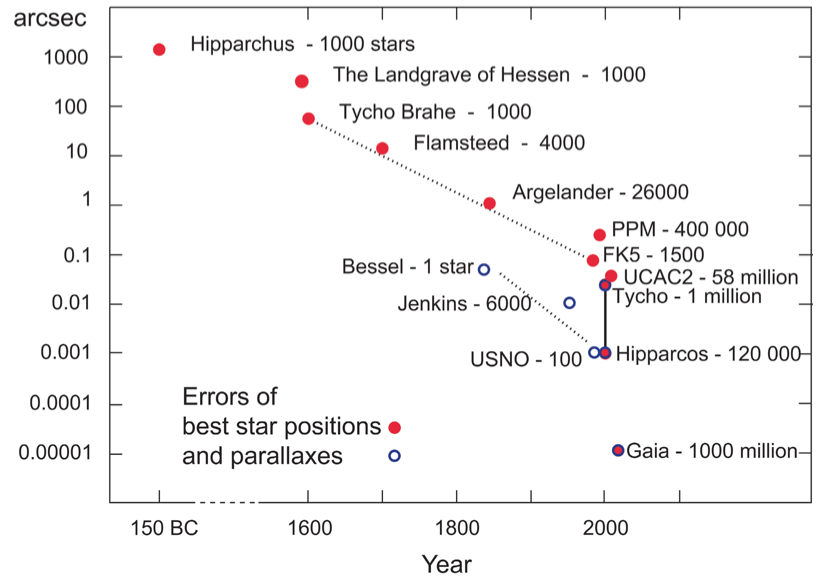 arcsec
1000
100
10
1
0.1
0.01
0.001
0.0001
0.00001
Hipparchus - 1000 stars
The Landgrave of Hessen - 1000
Tycho Brahe - 1000
Flamsteed - 4000
Argelander - 26000
PPM - 400 000
FK5 - 1500
Bessel - 1 star
UCAC2 - 58 million
Tycho - 1 million
Jenkins - 6000
USNO - 100
Hipparcos - 120 000
Errors of
best star positions
and parallaxes
Gaia - 1000 million
150 BC
1600
1800
2000
Year